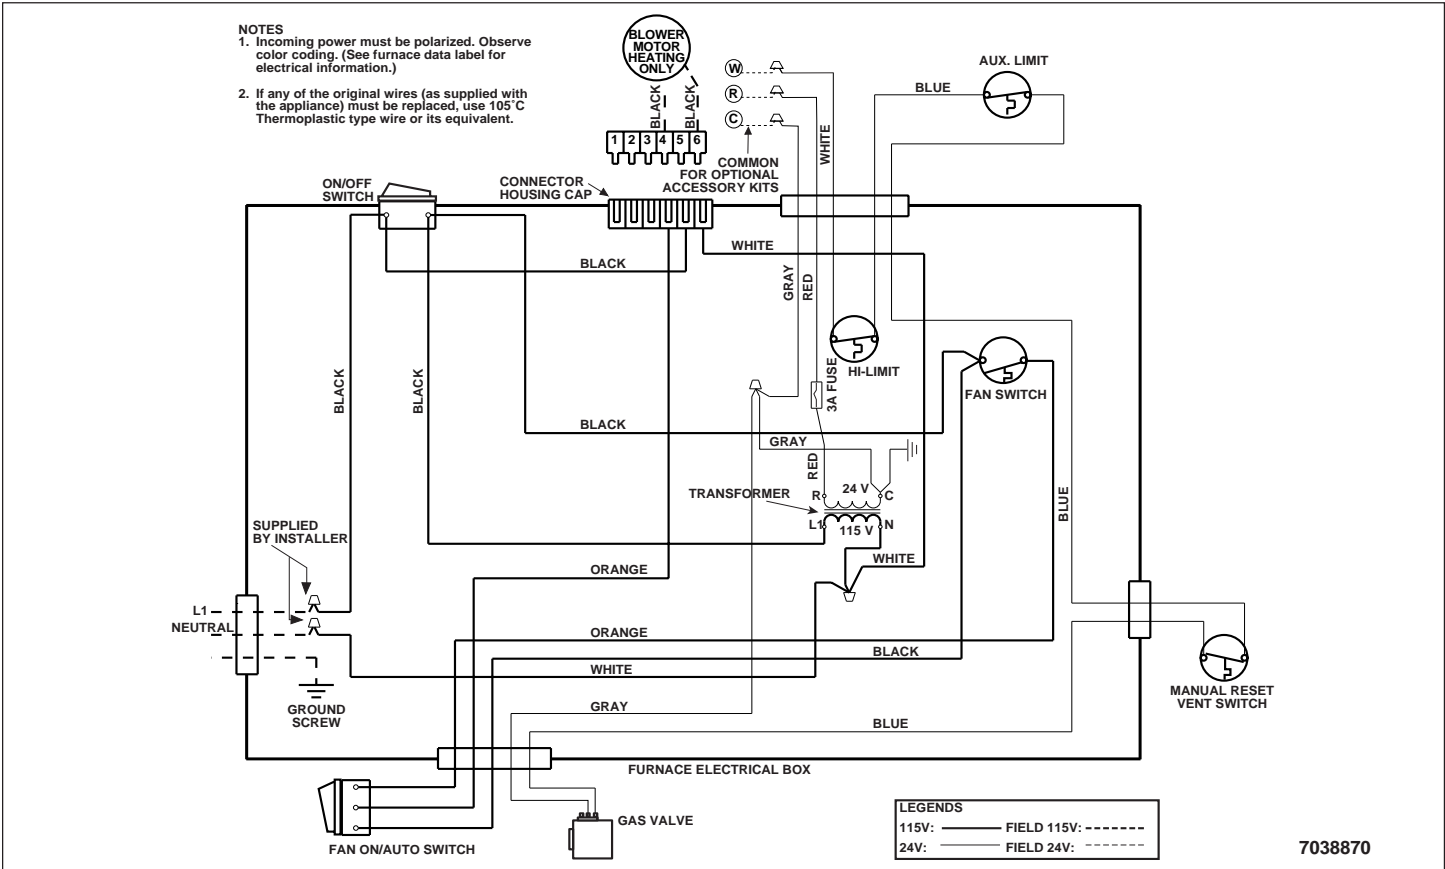 NOTES
1. Incoming power must be polarized. Observe
color coding. (See furnace data label for
electrical information.)
2. If any of the original wires (as supplied with
the appliance) must be replaced, use 105˚C
Thermoplastic type wire or its equivalent.
BLOWER
MOTOR
HEATING
ONLY
BLACK
BLACK
1 2 3 4 5 6
W
R
C
COMMON
FOR OPTIONAL
ACCESSORY KITS
WHITE
BLUE
AUX. LIMIT
ON/OFF
SWITCH
CONNECTOR
HOUSING CAP
WHITE
BLACK
GRAY
RED
BLACK
BLACK
3A FUSE
HI-LIMIT
FAN SWITCH
BLACK
GRAY
RED
TRANSFORMER
R
24 V
C
L1
115 V
N
BLUE
SUPPLIED
BY INSTALLER
WHITE
ORANGE
L1
NEUTRAL
ORANGE
BLACK
WHITE
GROUND
SCREW
MANUAL RESET
VENT SWITCH
GRAY
BLUE
FURNACE ELECTRICAL BOX
GAS VALVE
FAN ON/AUTO SWITCH
LEGENDS
115V: FIELD 115V:
24V: FIELD 24V:
7038870